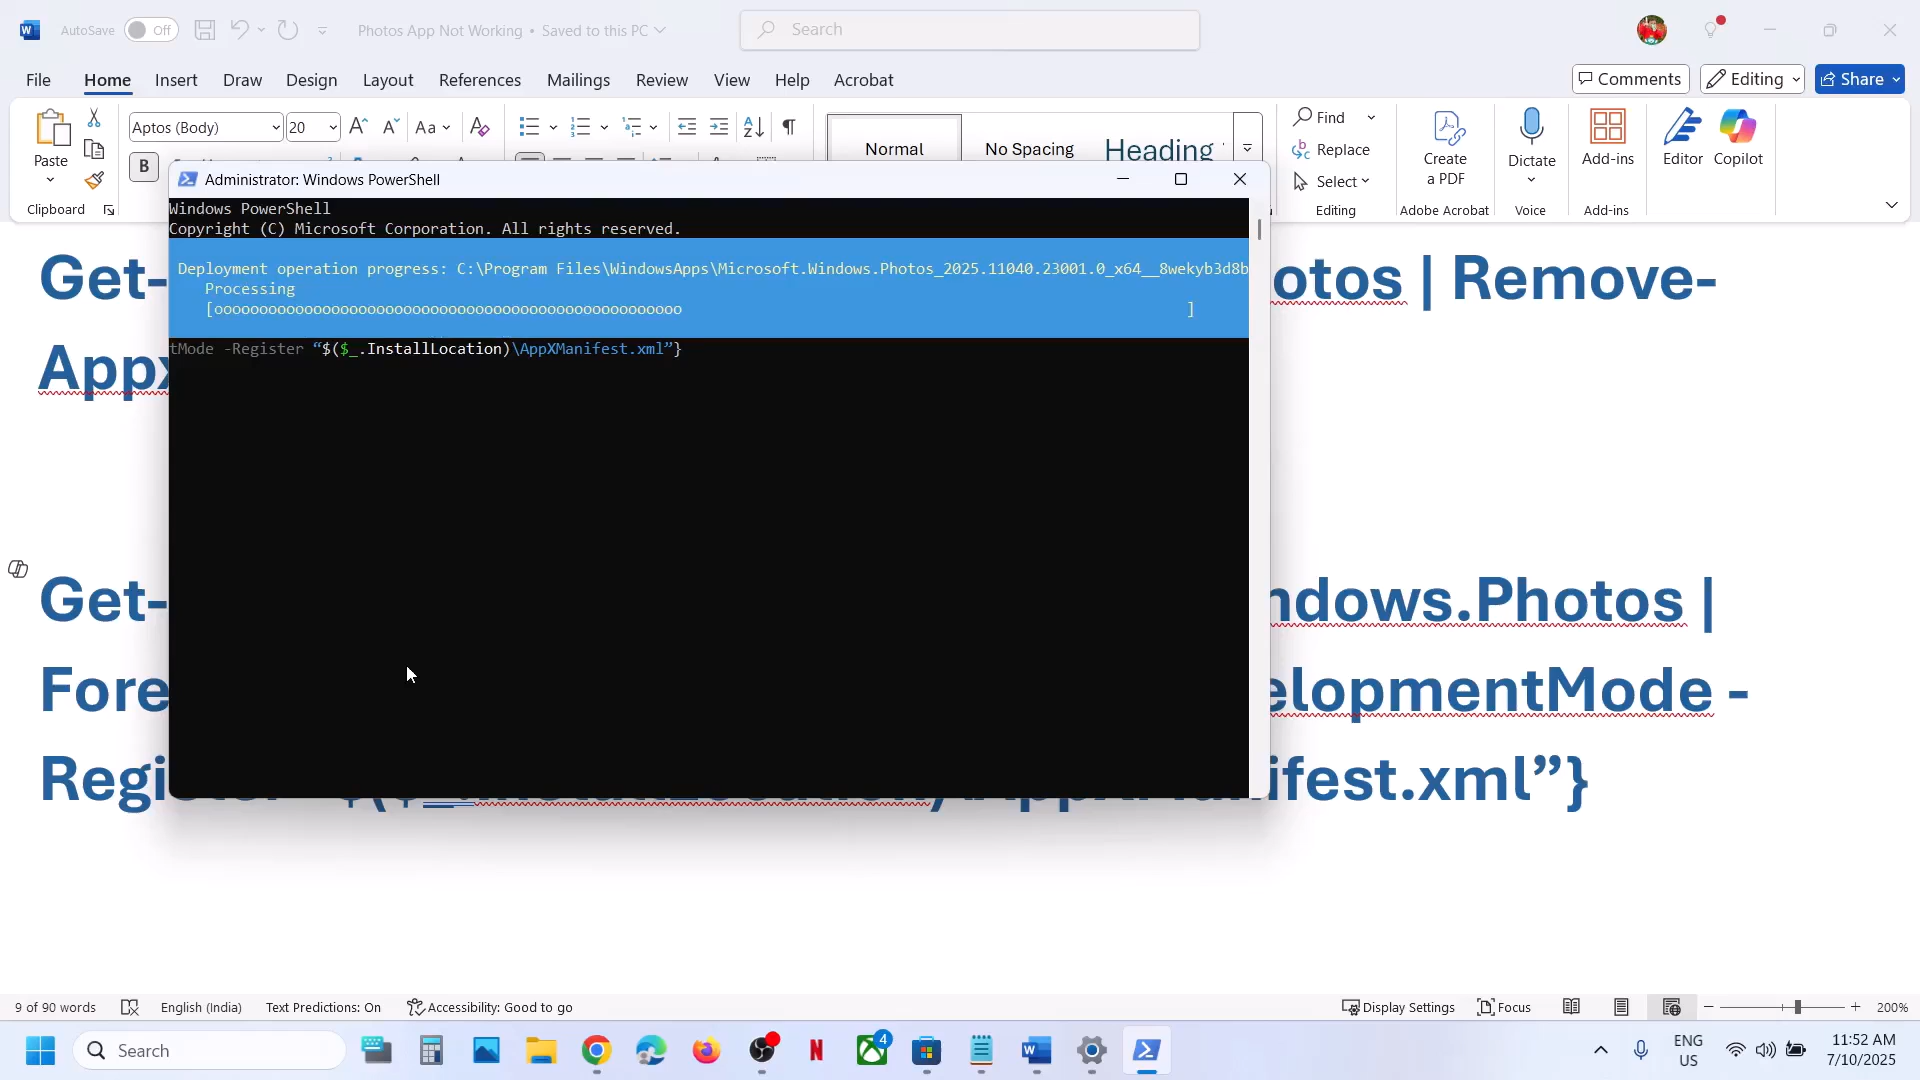 AutoSave Off
Photos App Not Working • Saved to this PC
Search
File Home Insert Draw Design Layout References Mailings Review View Help Acrobat
Comments Editing Share
Paste
Clipboard
Aptos (Body) 20
Aa
B
Normal No Spacing Heading
Find
Replace
Select
Editing
Create
a PDF
Adobe Acrobat
Dictate
Voice
Add-ins
Add-ins
Editor
Copilot
Administrator: Windows PowerShell
Windows PowerShell
Copyright (C) Microsoft Corporation. All rights reserved.
Deployment operation progress: C:\Program Files\WindowsApps\Microsoft.Windows.Photos_2025.11040.23001.0_x64__8wekyb3d8b
Processing
[oooooooooooooooooooooooooooooooooooooooooooooooooooo ]
tMode -Register “$($_.InstallLocation)\AppXManifest.xml”}
Get- otos | Remove-
Appx
Get- ndows.Photos |
Fore elopmentMode -
Regi ifest.xml”}
9 of 90 words English (India) Text Predictions: On Accessibility: Good to go
Display Settings Focus 200%
Search
4
ENG
US
11:52 AM
7/10/2025